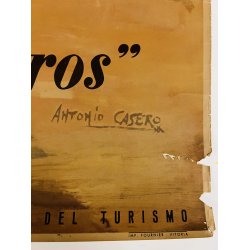 ros”
ANTONIO CASERO
DEL TURISMO
IMP. FOURNIER - VITORIA